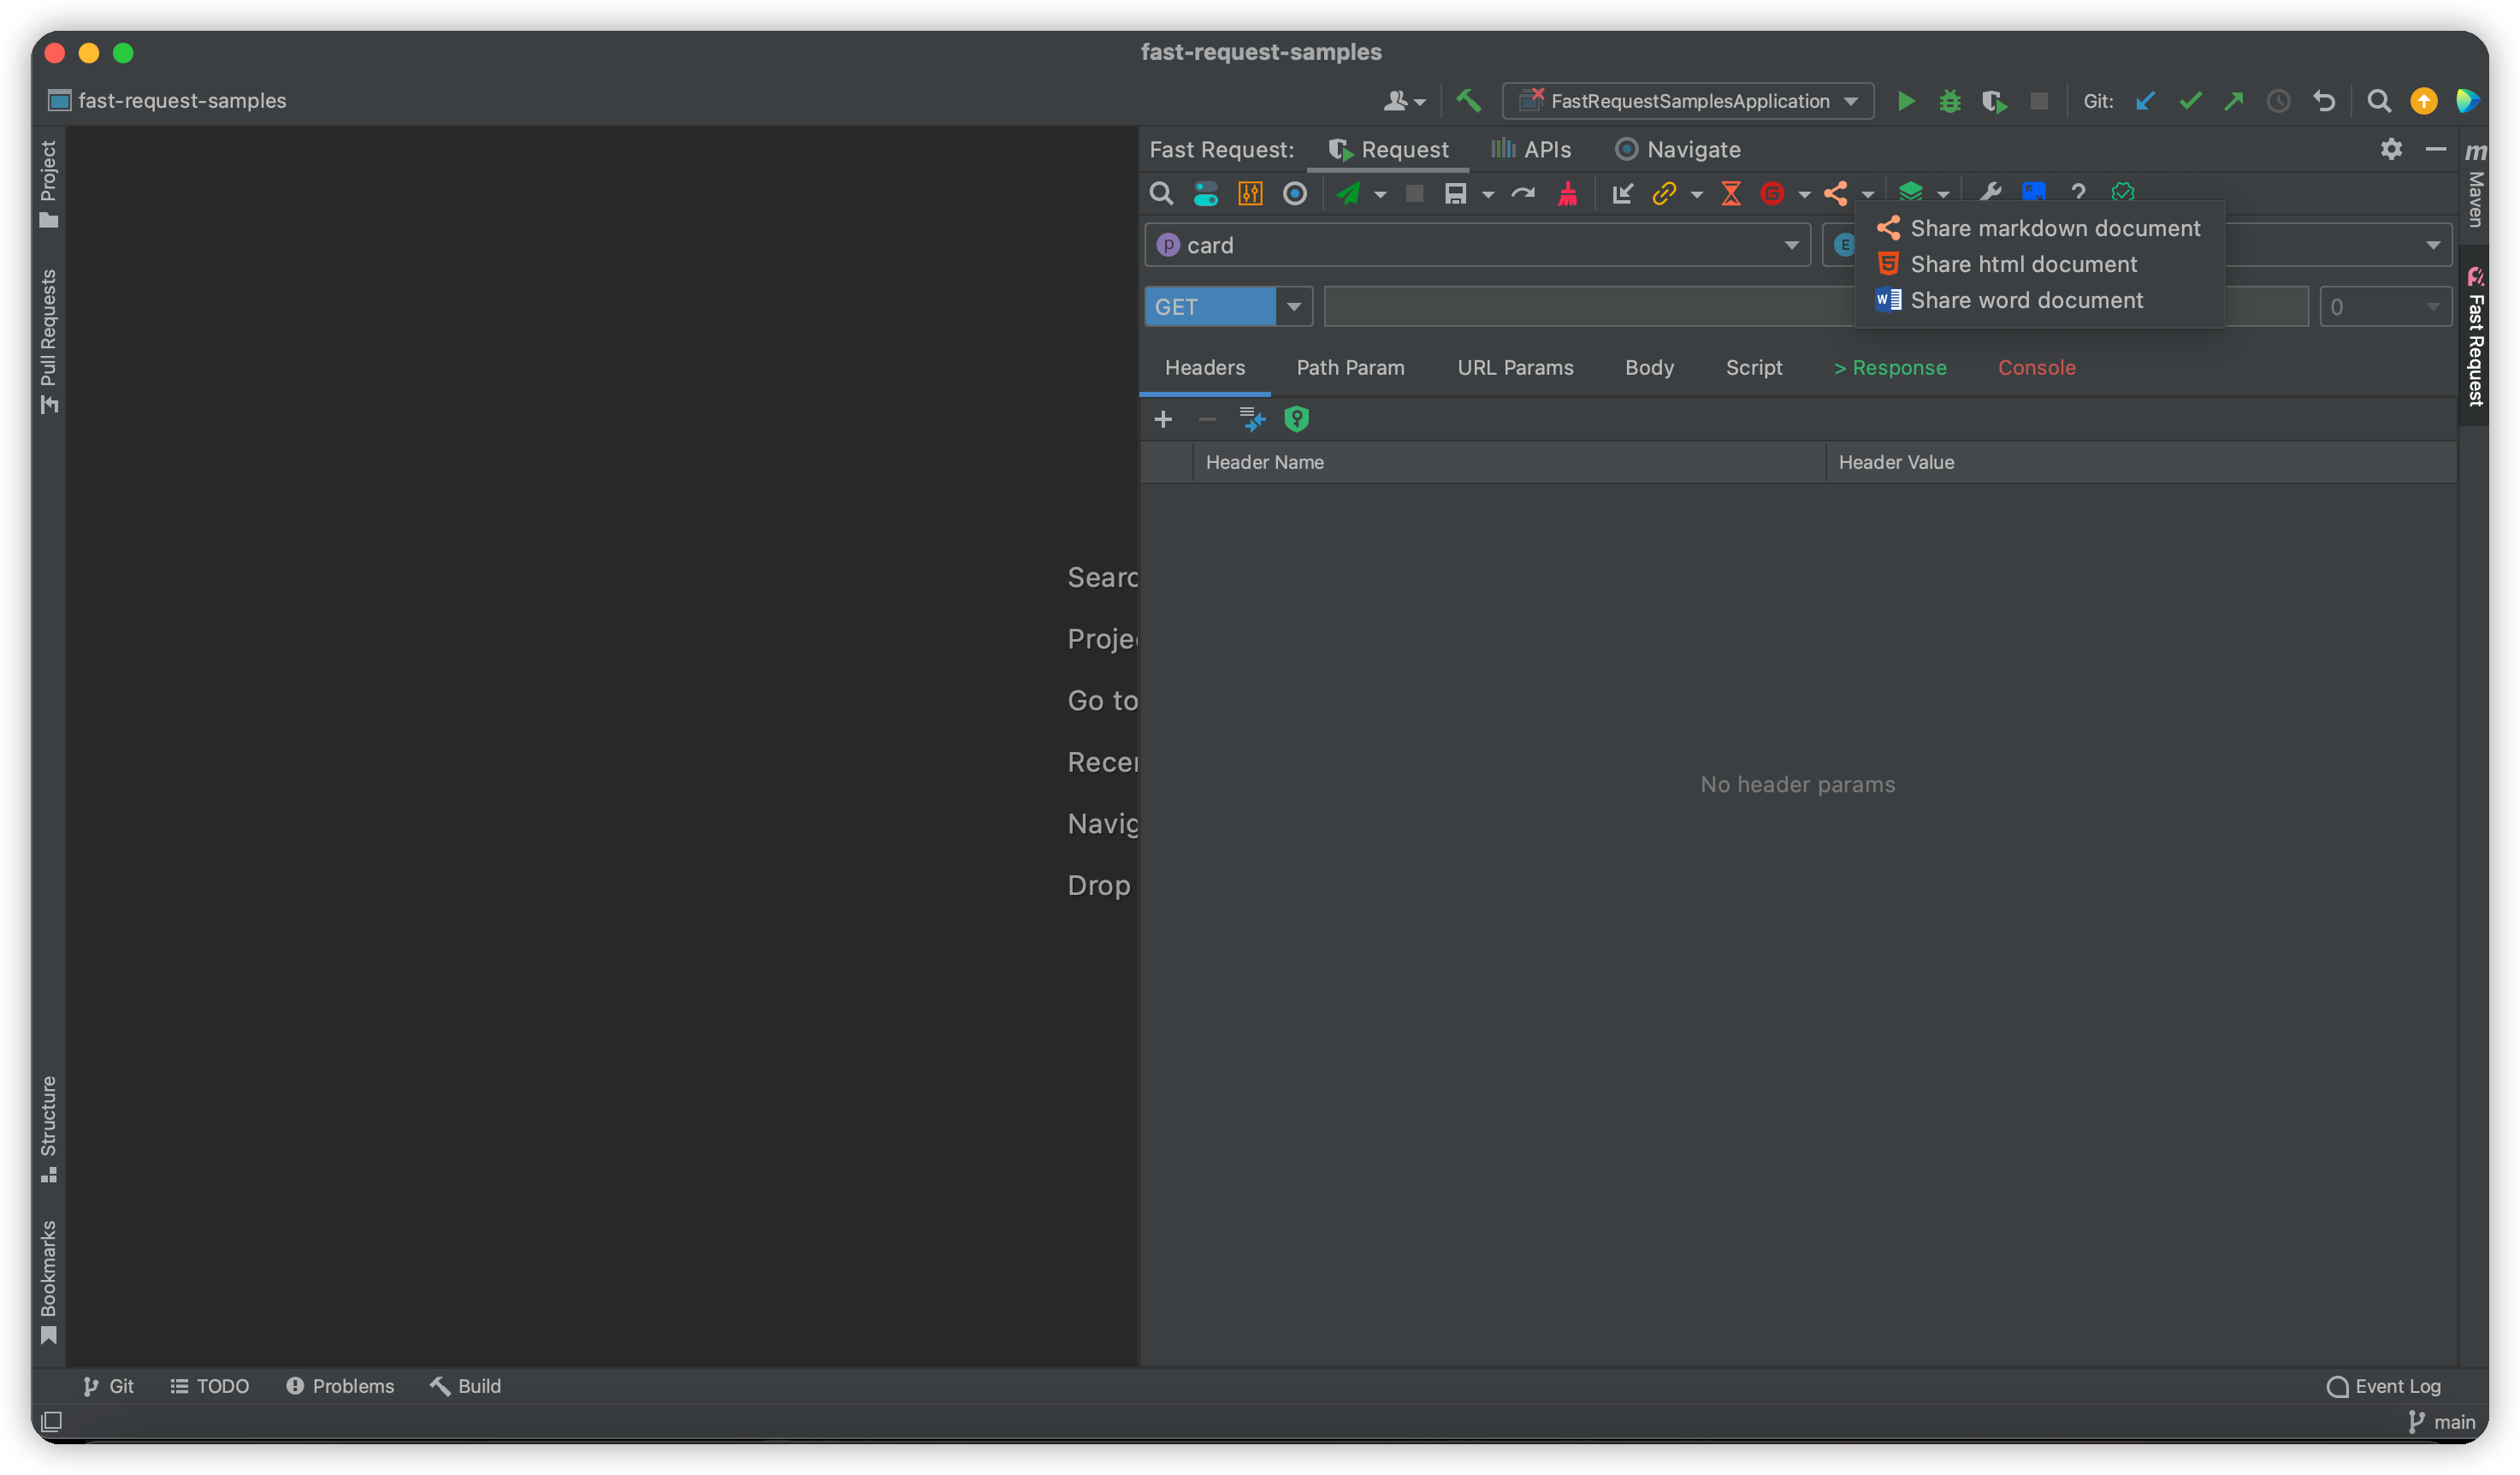 fast-request-samples
fast-request-samples
FastRequestSamplesApplication
Git:
Fast Request:
Request
APIs
Navigate
card
E
Share markdown document
Share html document
Share word document
GET
0
Headers
Path Param
URL Params
Body
Script
> Response
Console
Header Name
Header Value
No header params
Searc
Projec
Go to
Recen
Navig
Drop
Project
Pull Requests
Structure
Bookmarks
Maven
Fast Request
Git
TODO
Problems
Build
Event Log
main